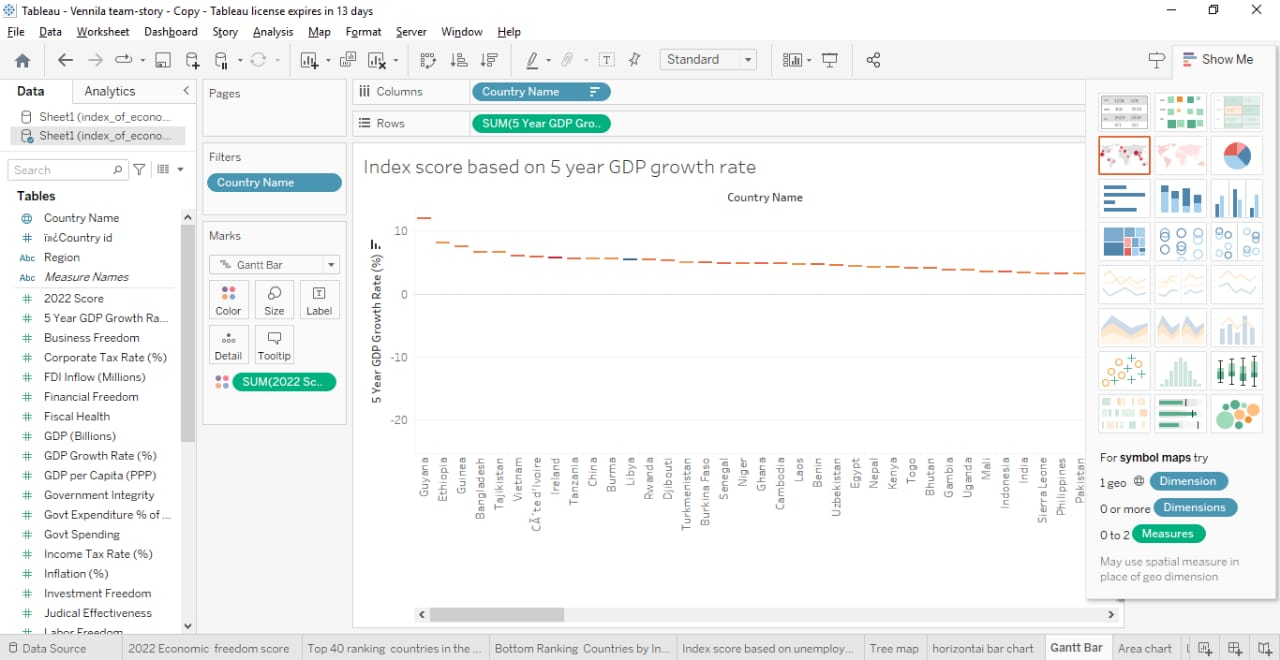 Tableau - Vennila team-story - Copy - Tableau license expires in 13 days
File Data Worksheet Dashboard Story Analysis Map Format Server Window Help
Standard
Show Me
Data Analytics
Sheet1 (index_of_econo...
Sheet1 (index_of_econo...
Search
Tables
Country Name
ï»¿Country id
Region
Measure Names
2022 Score
5 Year GDP Growth Ra...
Business Freedom
Corporate Tax Rate (%)
FDI Inflow (Millions)
Financial Freedom
Fiscal Health
GDP (Billions)
GDP Growth Rate (%)
GDP per Capita (PPP)
Government Integrity
Govt Expenditure % of ...
Govt Spending
Income Tax Rate (%)
Inflation (%)
Investment Freedom
Judical Effectiveness
Labor Freedom
Pages
Filters
Country Name
Marks
Gantt Bar
Color Size Label
Detail Tooltip
SUM(2022 Sc..
Columns Country Name
Rows SUM(5 Year GDP Gro..
Index score based on 5 year GDP growth rate
Country Name
5 Year GDP Growth Rate (%)
10
0
-10
-20
Guyana
Ethiopia
Guinea
Bangladesh
Tajikistan
Vietnam
CÃ´te d'Ivoire
Ireland
Tanzania
China
Burma
Libya
Rwanda
Djibouti
Turkmenistan
Burkina Faso
Senegal
Niger
Ghana
Cambodia
Laos
Benin
Uzbekistan
Egypt
Nepal
Kenya
Togo
Bhutan
Gambia
Uganda
Mali
Indonesia
India
Sierra Leone
Philippines
Pakistan
For symbol maps try
1 geo Dimension
0 or more Dimensions
0 to 2 Measures
May use spatial measure in
place of geo dimension
Data Source 2022 Economic freedom score Top 40 ranking countries in the ... Bottom Ranking Countries by In... Index score based on unemploy... Tree map horizontai bar chart Gantt Bar Area chart